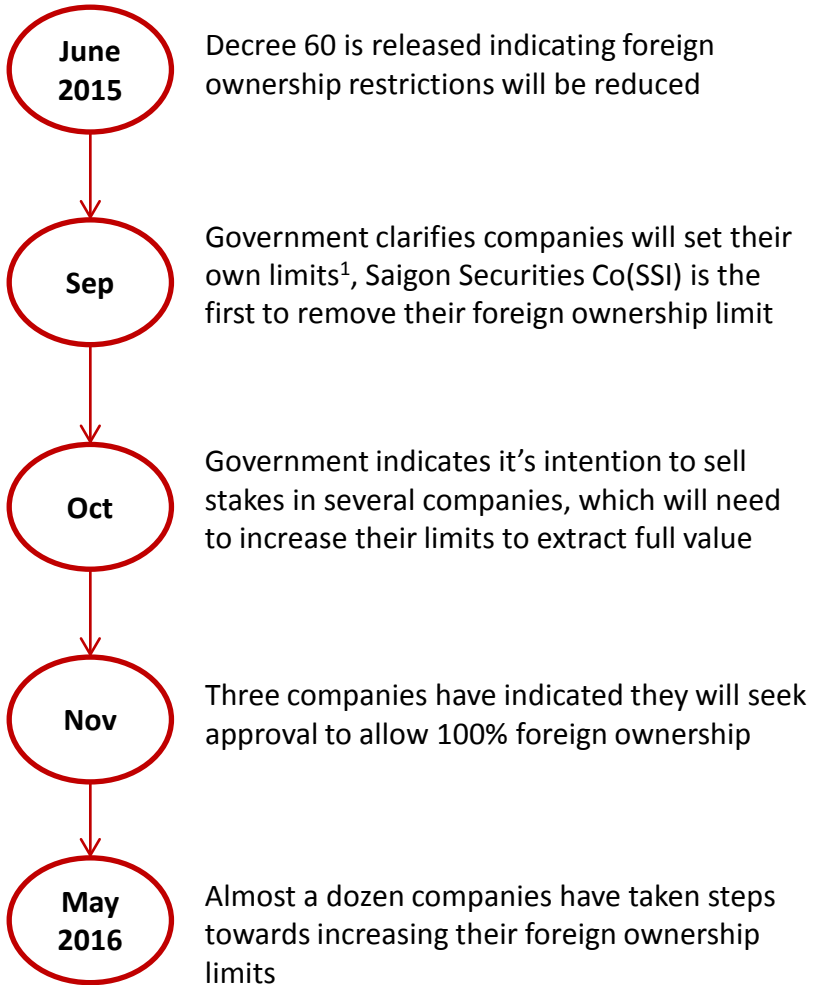 June
2015
Decree 60 is released indicating foreign
ownership restrictions will be reduced
Sep
Government clarifies companies will set their
own limits¹, Saigon Securities Co(SSI) is the
first to remove their foreign ownership limit
Oct
Government indicates it's intention to sell
stakes in several companies, which will need
to increase their limits to extract full value
Nov
Three companies have indicated they will seek
approval to allow 100% foreign ownership
May
2016
Almost a dozen companies have taken steps
towards increasing their foreign ownership
limits